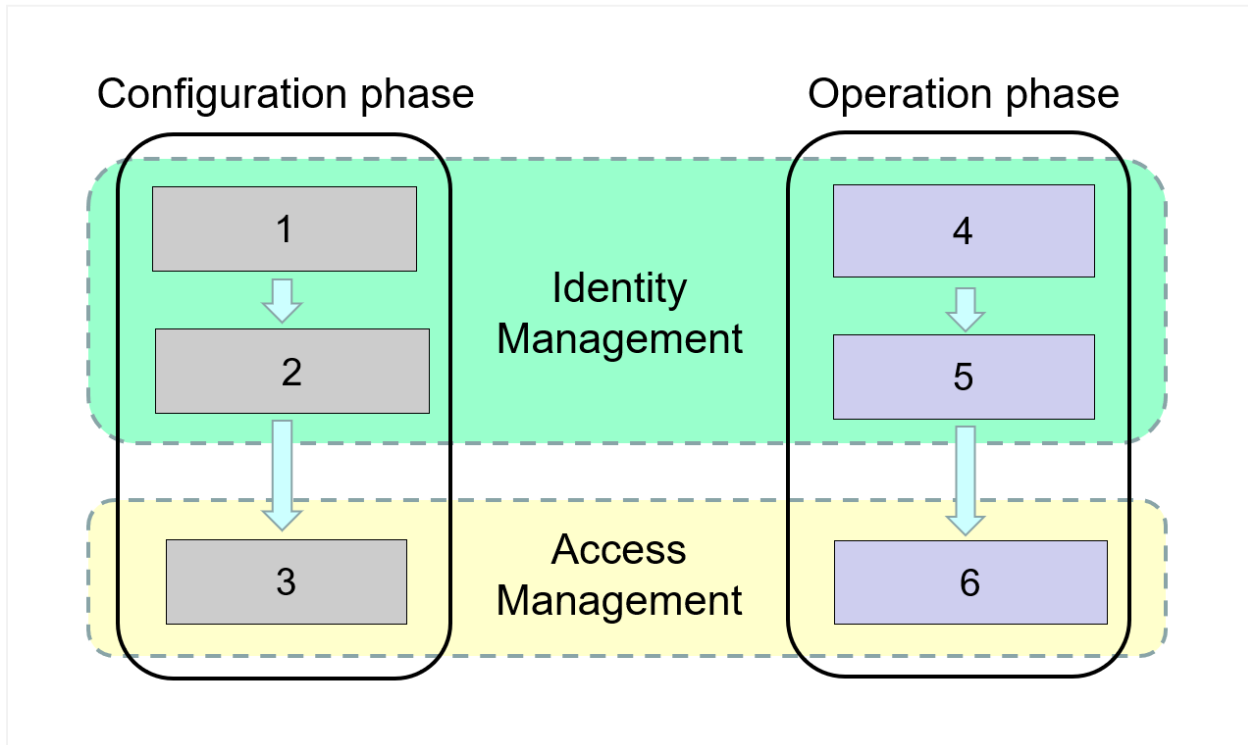 Configuration phase
Operation phase
1
4
Identity
Management
2
5
Access
Management
3
6